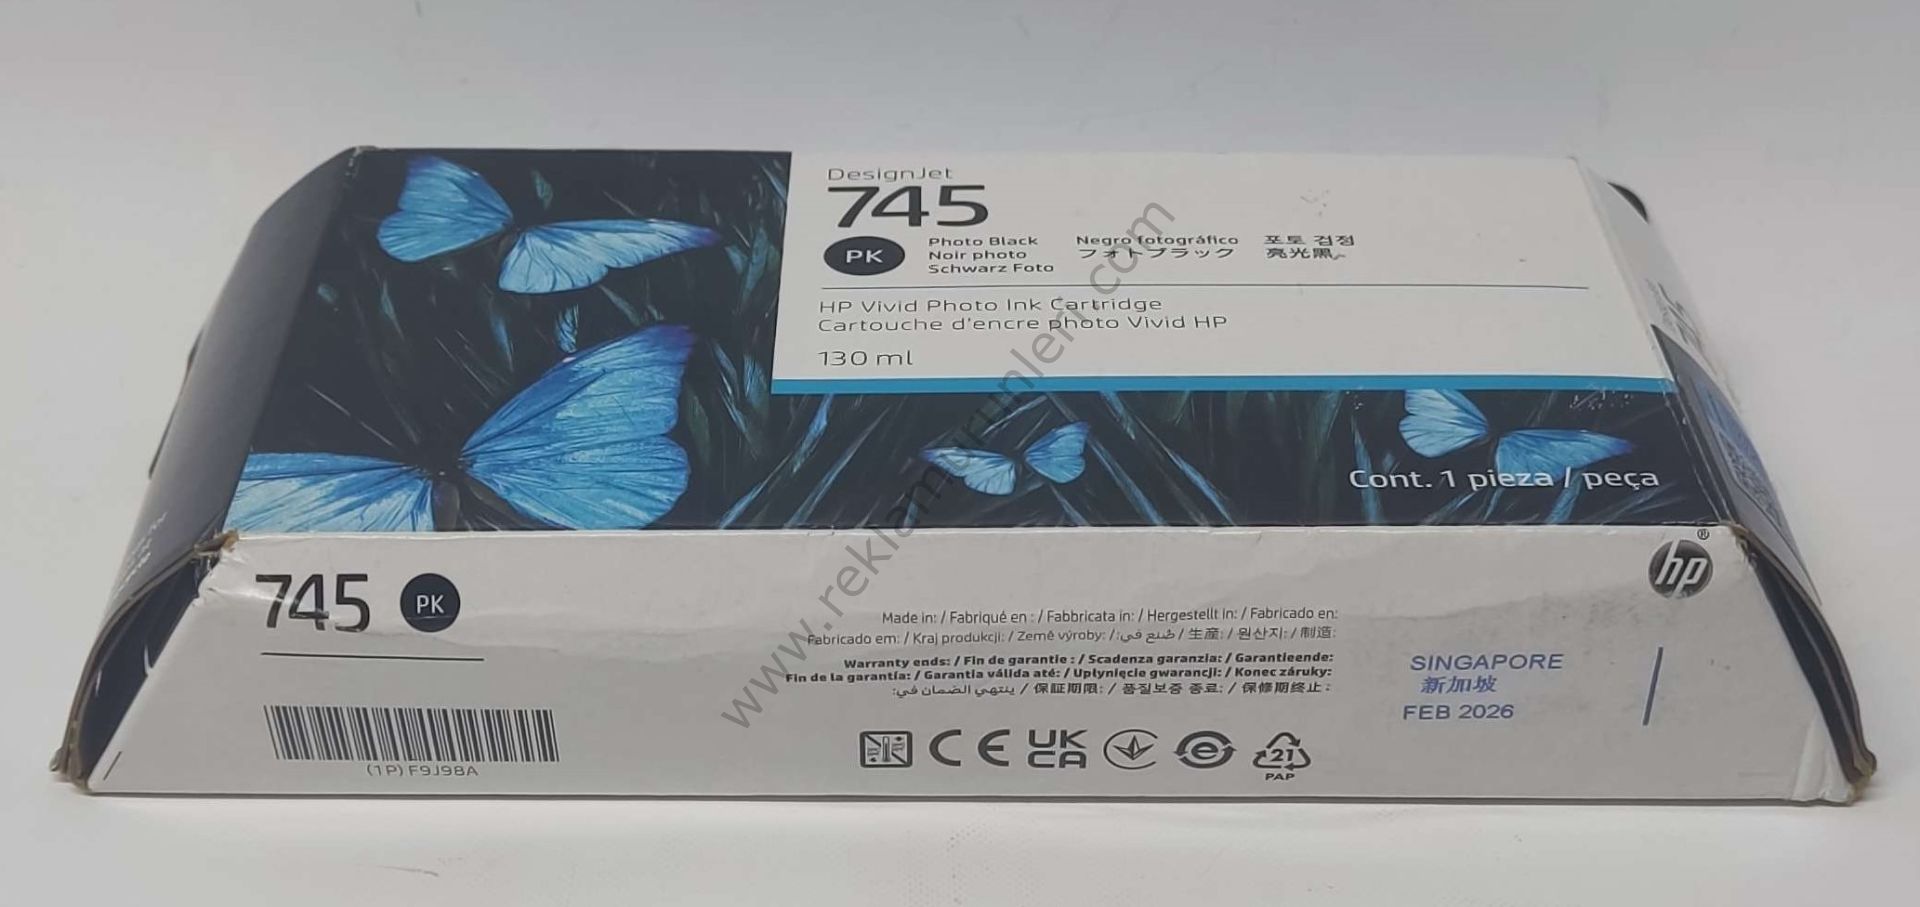 DesignJet
745
PK
Photo Black
Noir photo
Schwarz Foto
Negro fotográfico
フォトブラック
포토 검정
亮光黑
HP Vivid Photo Ink Cartridge
Cartouche d'encre photo Vivid HP
130 ml
Cont. 1 pieza / peça
hp®
745 PK
(1P) F9J98A
Made in: / Fabriqué en : / Fabbricata in: / Hergestellt in: / Fabricado en:
Fabricado em: / Kraj produkcji: / Země výroby: / صُنع في: / 生産: / 원산지: / 制造:
Warranty ends: / Fin de garantie : / Scadenza garanzia: / Garantieende:
Fin de la garantía: / Garantia válida até: / Upłynięcie gwarancji: / Konec záruky:
ينتهي الضمان في: / 保証期限: / 품질보증 종료: / 保修期终止:
SINGAPORE
新加坡
FEB 2026
CE
UK
CA
21
PAP
www.reklamurunleri.com